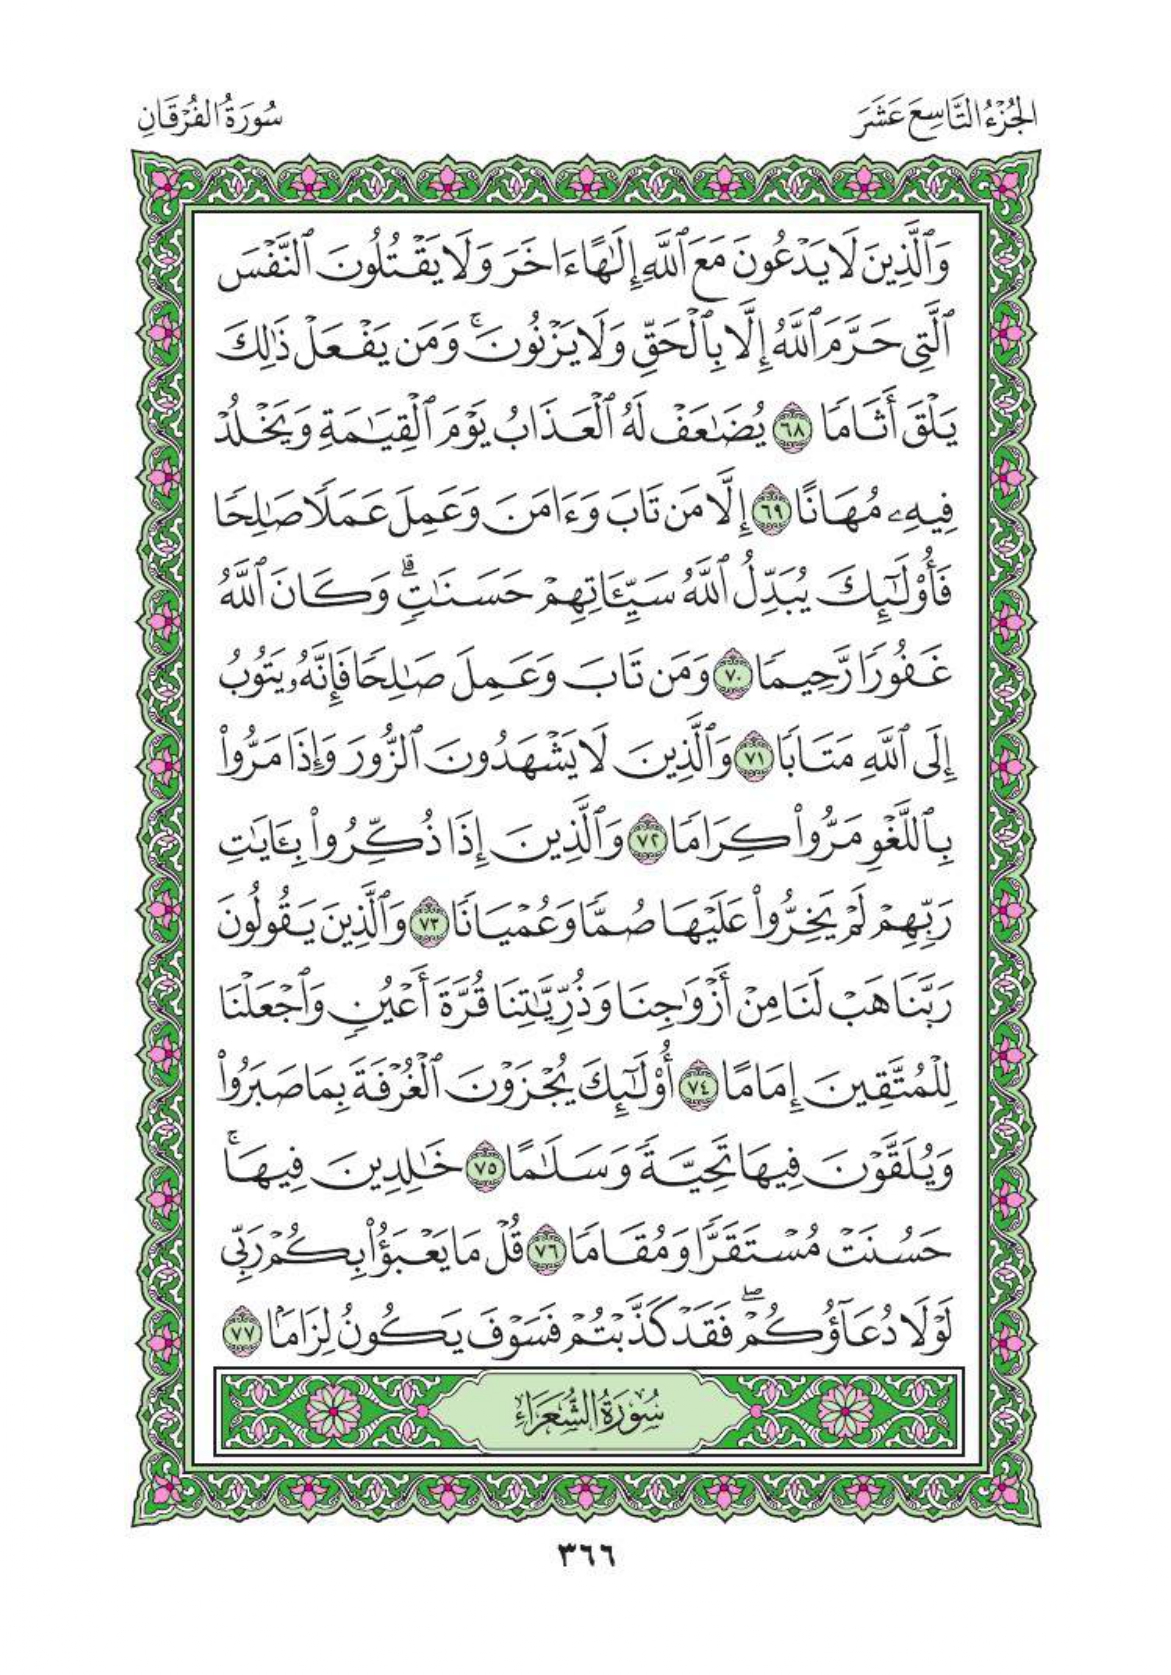 الجُزْءُ التَّاسِعَ عَشَرَ
سُورَةُ الفُرْقَانِ
وَٱلَّذِينَ لَا يَدْعُونَ مَعَ ٱللَّهِ إِلَٰهًا ءَاخَرَ وَلَا يَقْتُلُونَ ٱلنَّفْسَ
ٱلَّتِي حَرَّمَ ٱللَّهُ إِلَّا بِٱلْحَقِّ وَلَا يَزْنُونَۚ وَمَن يَفْعَلْ ذَٰلِكَ
يَلْقَ أَثَامًا ٦٨ يُضَٰعَفْ لَهُ ٱلْعَذَابُ يَوْمَ ٱلْقِيَٰمَةِ وَيَخْلُدْ
فِيهِۦ مُهَانًا ٦٩ إِلَّا مَن تَابَ وَءَامَنَ وَعَمِلَ عَمَلًا صَٰلِحًا
فَأُوْلَٰٓئِكَ يُبَدِّلُ ٱللَّهُ سَيِّـَٔاتِهِمْ حَسَنَٰتٍۗ وَكَانَ ٱللَّهُ
غَفُورًا رَّحِيمًا ٧٠ وَمَن تَابَ وَعَمِلَ صَٰلِحًا فَإِنَّهُۥ يَتُوبُ
إِلَى ٱللَّهِ مَتَابًا ٧١ وَٱلَّذِينَ لَا يَشْهَدُونَ ٱلزُّورَ وَإِذَا مَرُّواْ
بِٱللَّغْوِ مَرُّواْ كِرَامًا ٧٢ وَٱلَّذِينَ إِذَا ذُكِّرُواْ بِـَٔايَٰتِ
رَبِّهِمْ لَمْ يَخِرُّواْ عَلَيْهَا صُمًّا وَعُمْيَانًا ٧٣ وَٱلَّذِينَ يَقُولُونَ
رَبَّنَا هَبْ لَنَا مِنْ أَزْوَٰجِنَا وَذُرِّيَّٰتِنَا قُرَّةَ أَعْيُنٍ وَٱجْعَلْنَا
لِلْمُتَّقِينَ إِمَامًا ٧٤ أُوْلَٰٓئِكَ يُجْزَوْنَ ٱلْغُرْفَةَ بِمَا صَبَرُواْ
وَيُلَقَّوْنَ فِيهَا تَحِيَّةً وَسَلَٰمًا ٧٥ خَٰلِدِينَ فِيهَاۚ
حَسُنَتْ مُسْتَقَرًّا وَمُقَامًا ٧٦ قُلْ مَا يَعْبَؤُاْ بِكُمْ رَبِّي
لَوْلَا دُعَآؤُكُمْۖ فَقَدْ كَذَّبْتُمْ فَسَوْفَ يَكُونُ لِزَامًۢا ٧٧
سُورَةُ الشُّعَرَاءِ
٣٦٦